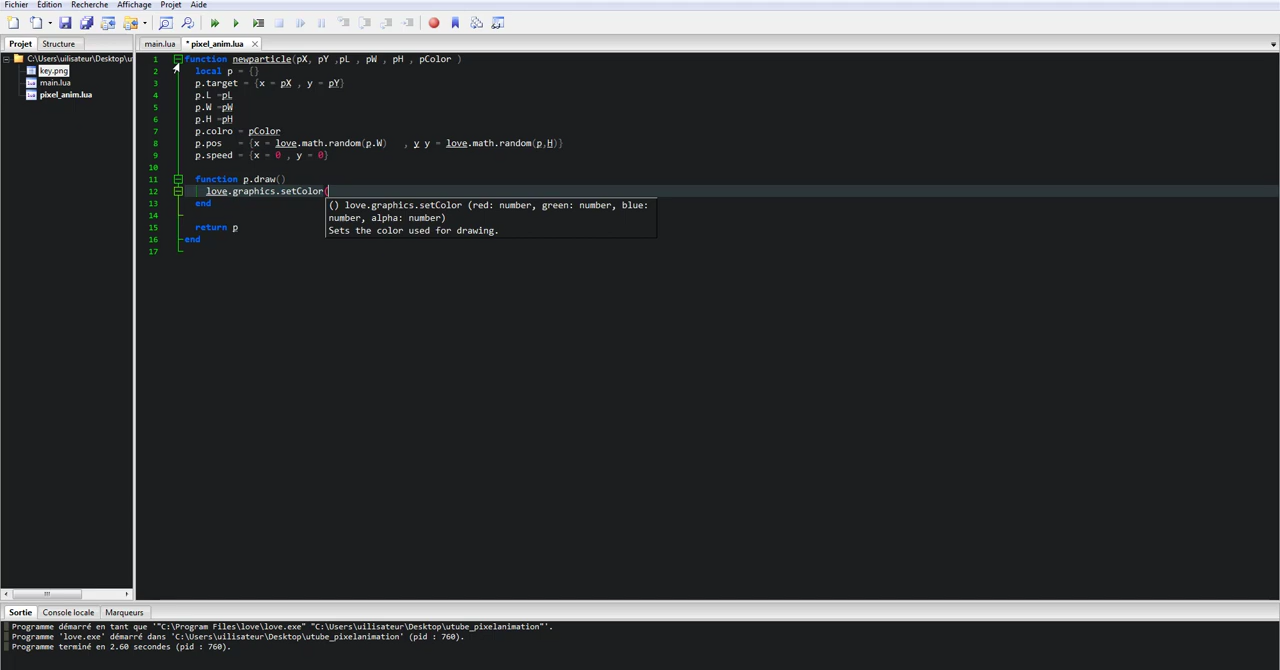 Fichier Édition Recherche Affichage Projet Aide
Projet Structure
main.lua * pixel_anim.lua
C:\Users\uilisateur\Desktop\ut
key.png
main.lua
pixel_anim.lua
1 function newparticle(pX, pY ,pL , pW , pH , pColor )
2 local p = {}
3 p.target = {x = pX , y = pY}
4 p.L =pL
5 p.W =pW
6 p.H =pH
7 p.colro = pColor
8 p.pos = {x = love.math.random(p.W) , y y = love.math.random(p,H)}
9 p.speed = {x = 0 , y = 0}
10
11 function p.draw()
12 love.graphics.setColor(
13 end
14
15 return p
16 end
17
() love.graphics.setColor (red: number, green: number, blue:
number, alpha: number)
Sets the color used for drawing.
Sortie Console locale Marqueurs
Programme démarré en tant que '"C:\Program Files\love\love.exe" "C:\Users\uilisateur\Desktop\utube_pixelanimation"'.
Programme 'love.exe' démarré dans 'C:\Users\uilisateur\Desktop\utube_pixelanimation' (pid : 760).
Programme terminé en 2.60 secondes (pid : 760).